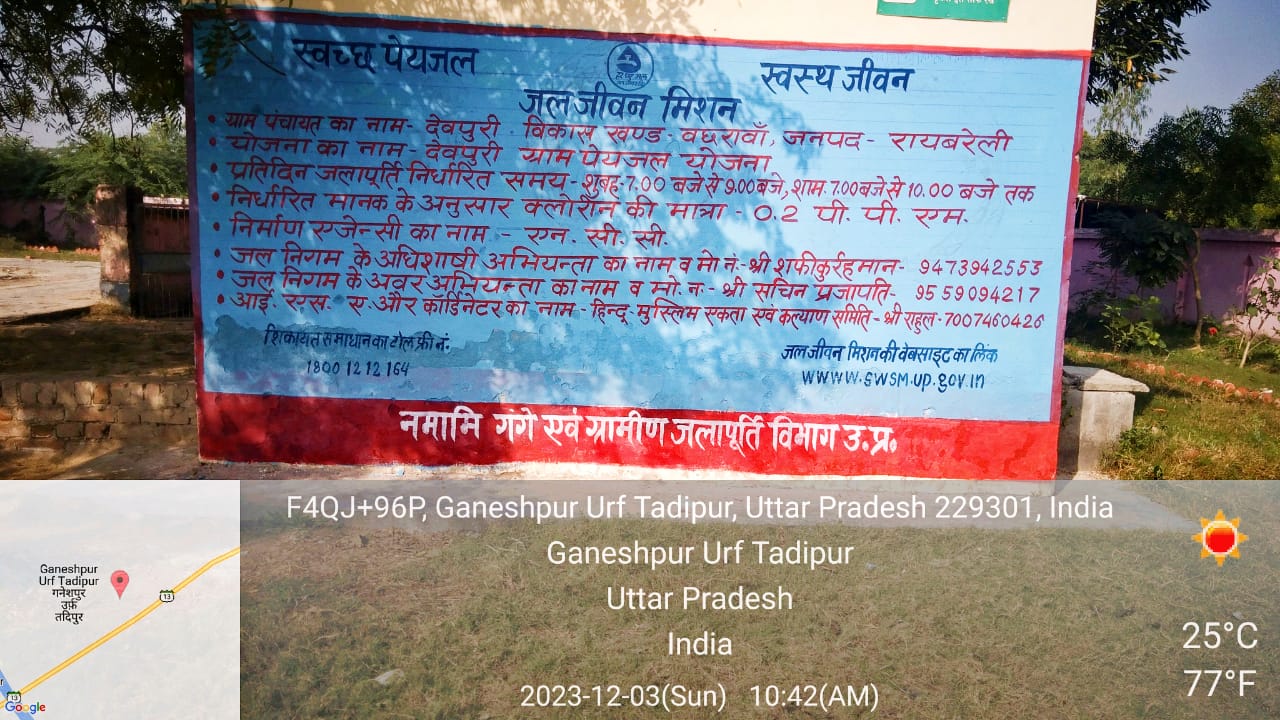 स्वच्छ पेयजल
स्वस्थ जीवन
हर घर जल
जल जीवन मिशन
• ग्राम पंचायत का नाम - देवपुरी . विकास खण्ड - बछरावाँ, जनपद - रायबरेली
• योजना का नाम - देवपुरी ग्राम पेयजल योजना
• प्रतिदिन जलापूर्ति निर्धारित समय - शुबह-7.00 बजे से 9.00 बजे, शाम 7.00 बजे से 10.00 बजे तक
• निर्धारित मानक के अनुसार क्लोरीन की मात्रा - 0.2 पी. पी. एम.
• निर्माण एजेन्सी का नाम - एन. सी. सी.
• जल निगम के अधिशाषी अभियन्ता का नाम व मो नं.- श्री शफीकुर्रहमान- 9473942553
• जल निगम के अवर अभियन्ता का नाम व मो. नं.- श्री सचिन प्रजापति- 9559094217
• आई. एस. ए. और कॉर्डिनेटर का नाम - हिन्दू मुस्लिम एकता एवं कल्याण समिति - श्री राहुल- 7007460426
शिकायत समाधान का टोल फ्री नं.
1800 12 12 164
जल जीवन मिशन की वेबसाइट का लिंक
www.swsm.up.gov.in
नमामि गंगे एवं ग्रामीण जलापूर्ति विभाग उ.प्र.
F4QJ+96P, Ganeshpur Urf Tadipur, Uttar Pradesh 229301, India
Ganeshpur Urf Tadipur
Uttar Pradesh
India
2023-12-03(Sun) 10:42(AM)
25°C
77°F
Ganeshpur
Urf Tadipur
गनेशपुर
उर्फ़
तदिपुर
13
13
Google